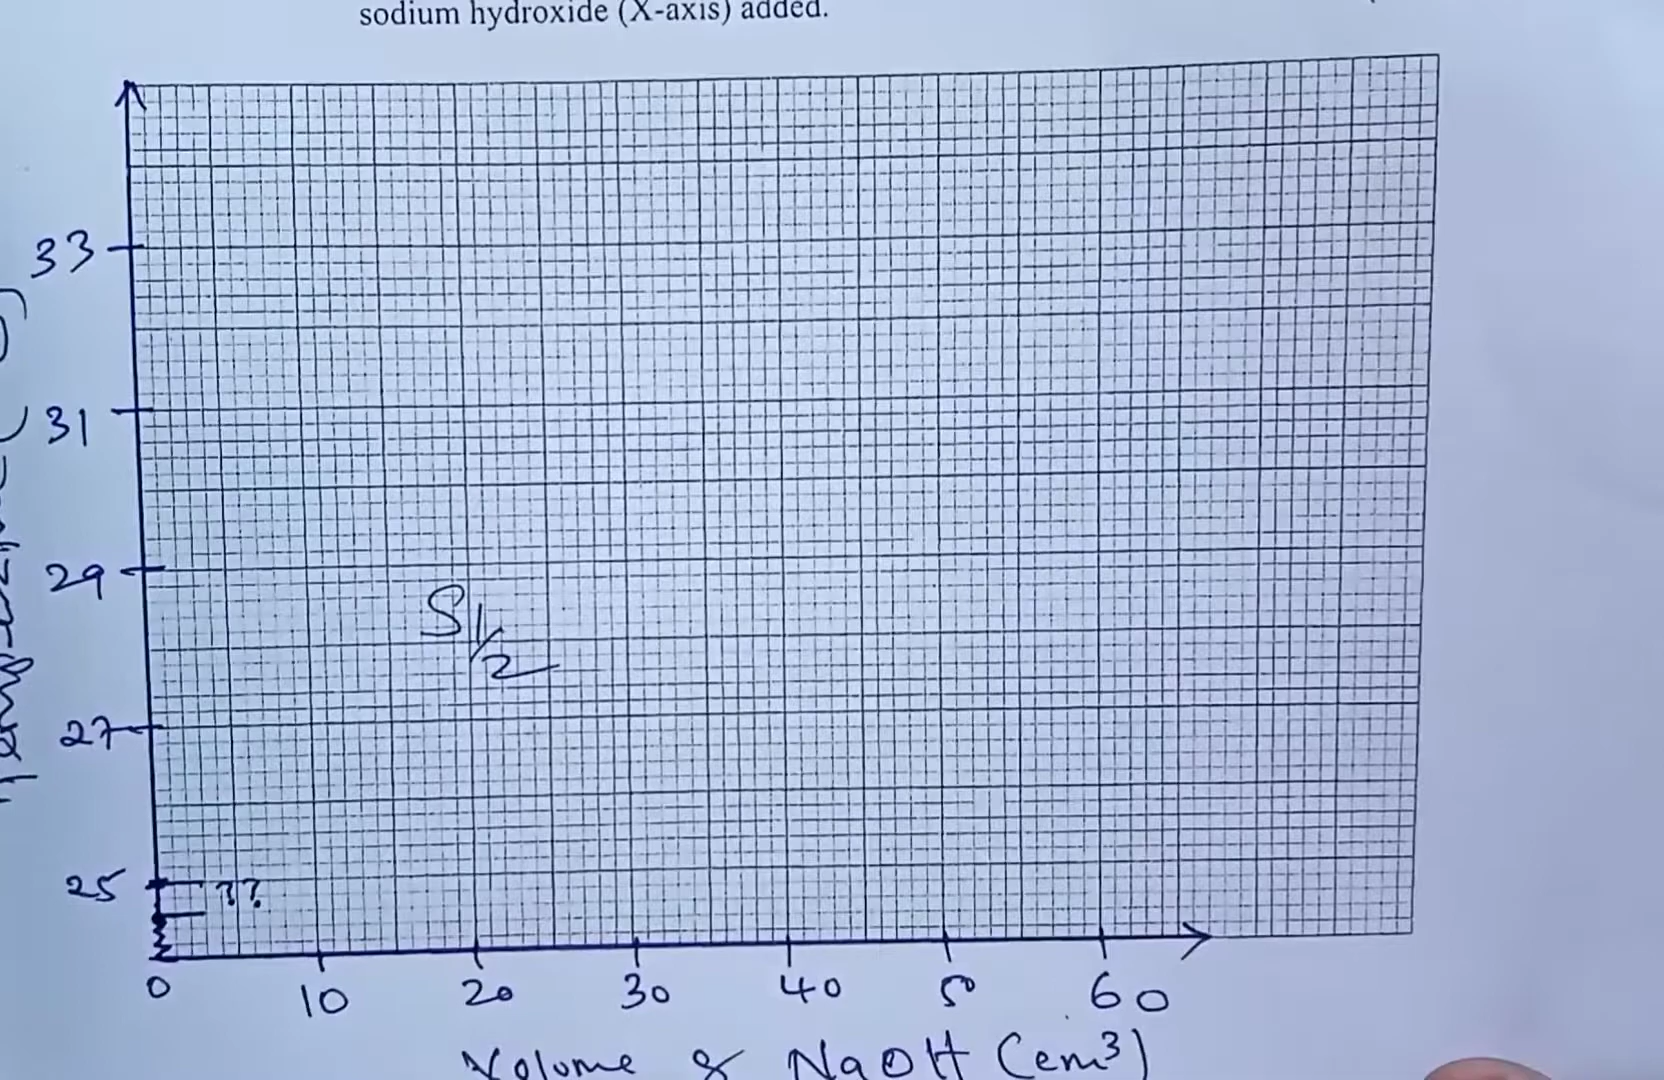 sodium hydroxide (X-axis) added.
33
31
29
S1/2
27
25 ??
0 10 20 30 40 50 60
Volume of NaOH (cm³)
Temperature (